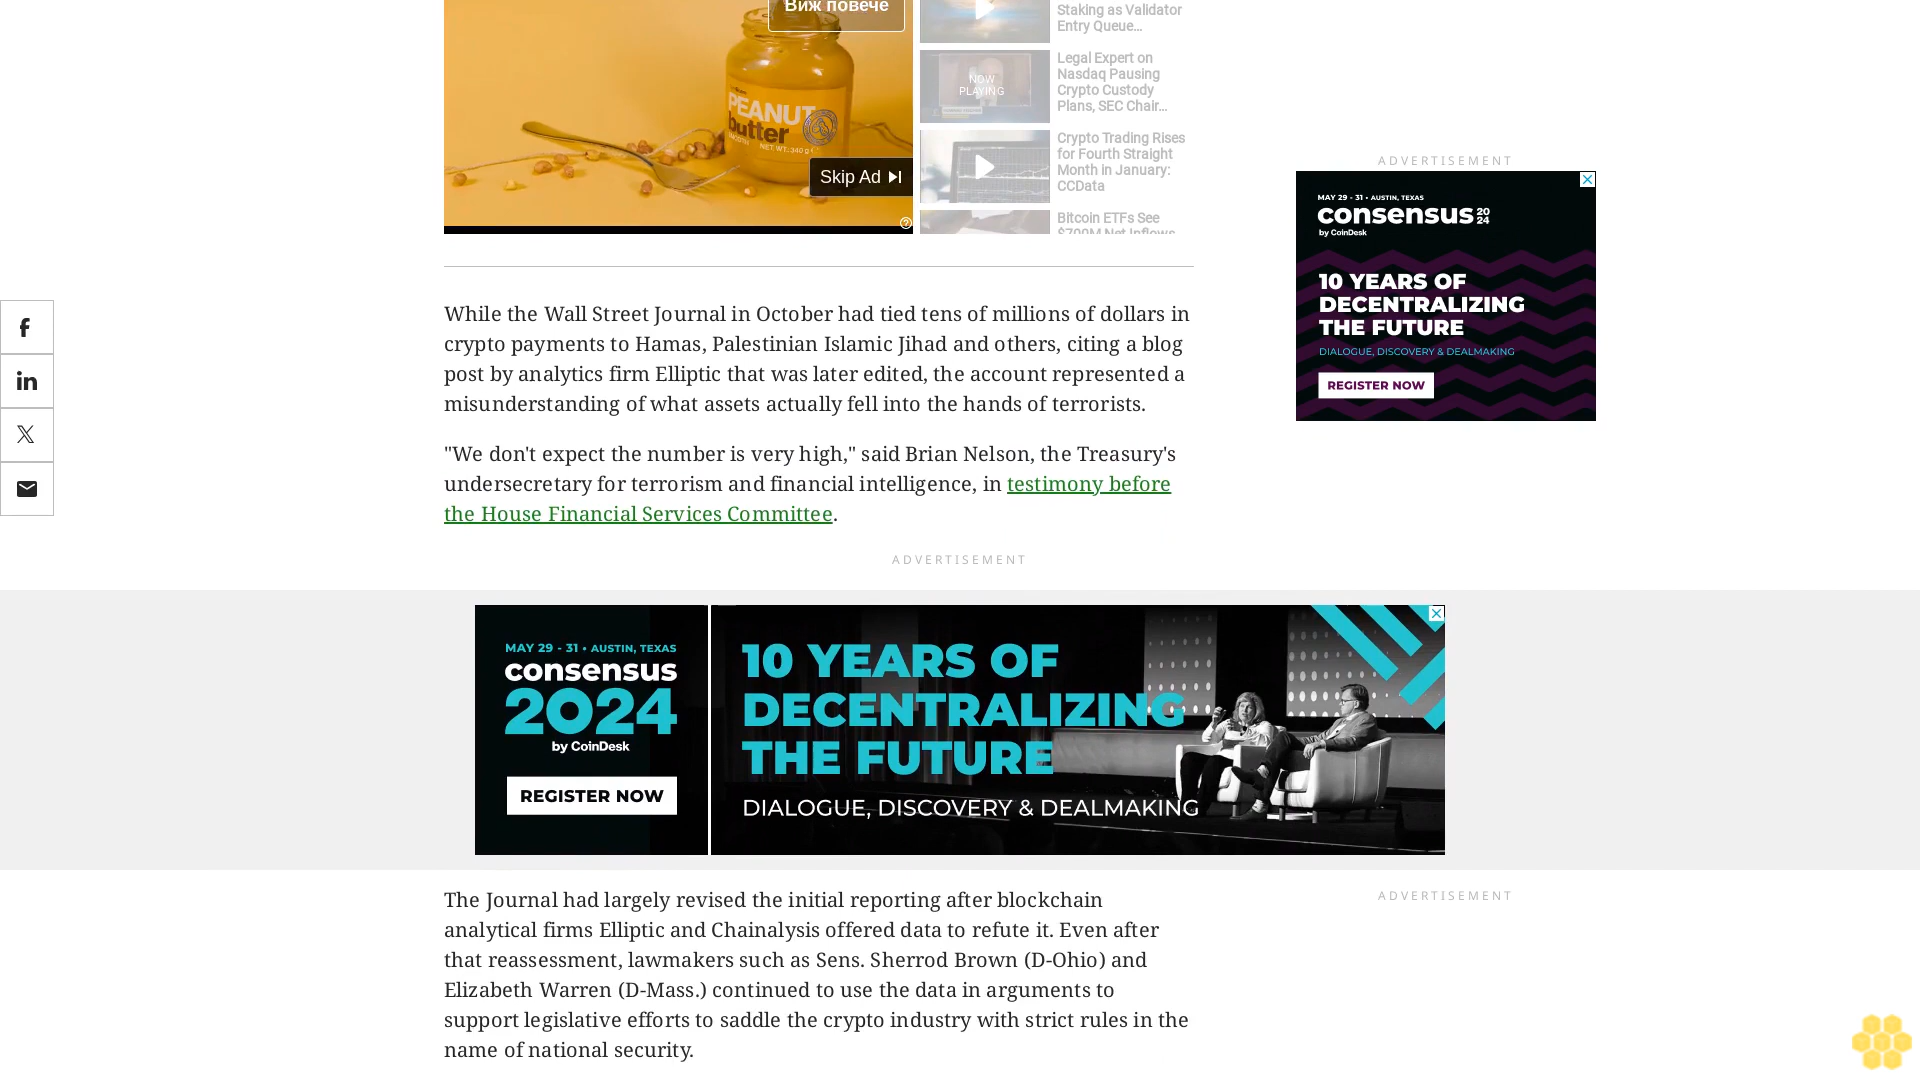 Виж повече
PEANUT
butter
SMOOTH
NET WT. 340 g
Skip Ad
Staking as Validator
Entry Queue...
NOW
PLAYING
Legal Expert on
Nasdaq Pausing
Crypto Custody
Plans, SEC Chair...
Crypto Trading Rises
for Fourth Straight
Month in January:
CCData
Bitcoin ETFs See
$700M Net Inflows
ADVERTISEMENT
MAY 29 - 31 • AUSTIN, TEXAS
consensus 2024
by CoinDesk
10 YEARS OF
DECENTRALIZING
THE FUTURE
DIALOGUE, DISCOVERY & DEALMAKING
REGISTER NOW
While the Wall Street Journal in October had tied tens of millions of dollars in
crypto payments to Hamas, Palestinian Islamic Jihad and others, citing a blog
post by analytics firm Elliptic that was later edited, the account represented a
misunderstanding of what assets actually fell into the hands of terrorists.
"We don't expect the number is very high," said Brian Nelson, the Treasury's
undersecretary for terrorism and financial intelligence, in testimony before
the House Financial Services Committee.
ADVERTISEMENT
MAY 29 - 31 • AUSTIN, TEXAS
consensus
2024
by CoinDesk
REGISTER NOW
10 YEARS OF
DECENTRALIZING
THE FUTURE
DIALOGUE, DISCOVERY & DEALMAKING
The Journal had largely revised the initial reporting after blockchain
analytical firms Elliptic and Chainalysis offered data to refute it. Even after
that reassessment, lawmakers such as Sens. Sherrod Brown (D-Ohio) and
Elizabeth Warren (D-Mass.) continued to use the data in arguments to
support legislative efforts to saddle the crypto industry with strict rules in the
name of national security.
ADVERTISEMENT